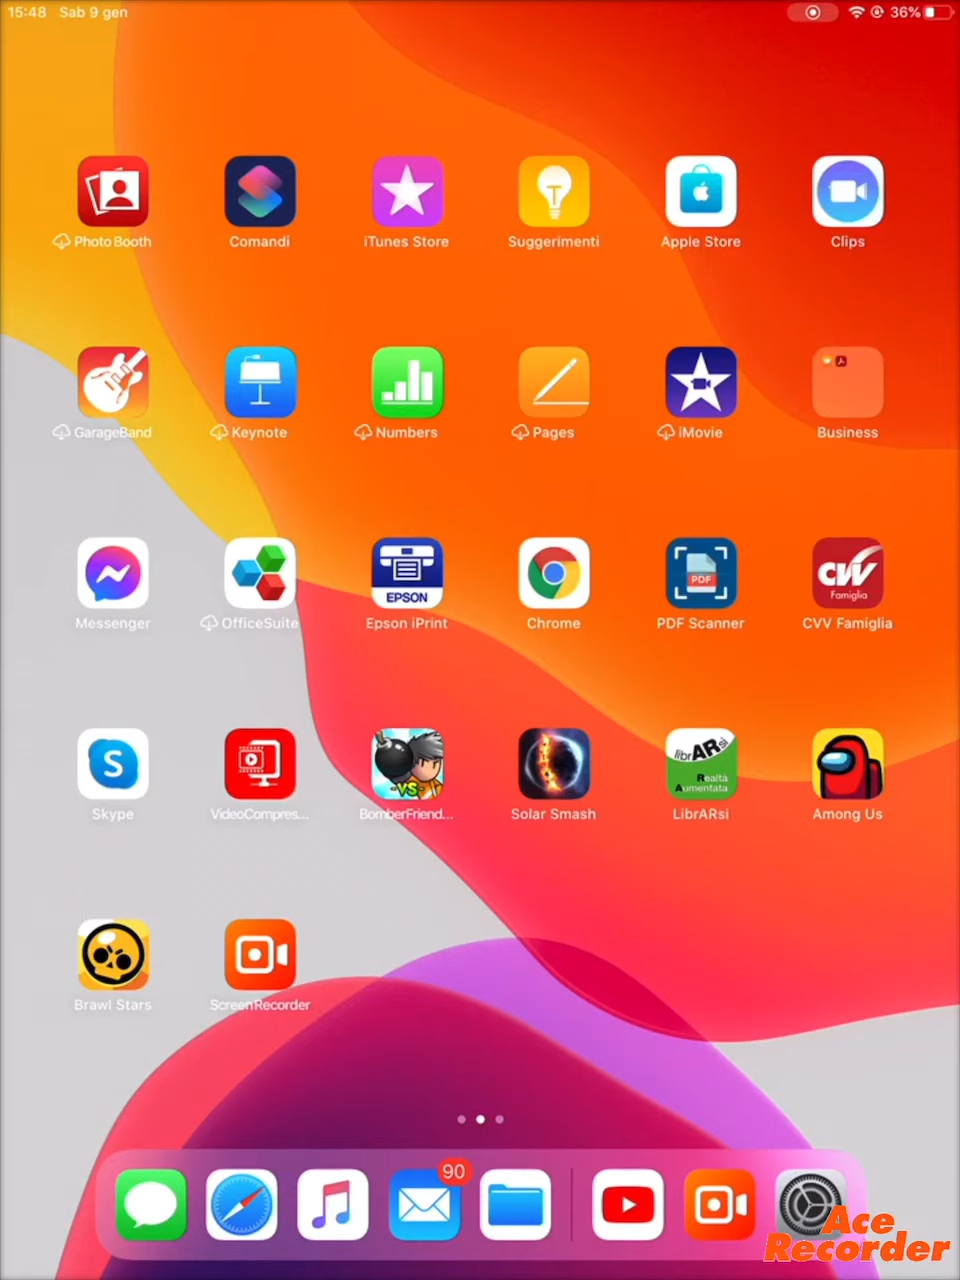 15:48 Sab 9 gen 36%
Photo Booth Comandi iTunes Store Suggerimenti Apple Store Clips
GarageBand Keynote Numbers Pages iMovie Business
EPSON PDF CVV Famiglia
Messenger OfficeSuite Epson iPrint Chrome PDF Scanner CVV Famiglia
S VS librARsi Realtà Aumentata
Skype VideoCompres... BomberFriend... Solar Smash LibrARsi Among Us
Brawl Stars ScreenRecorder
90
Ace
Recorder